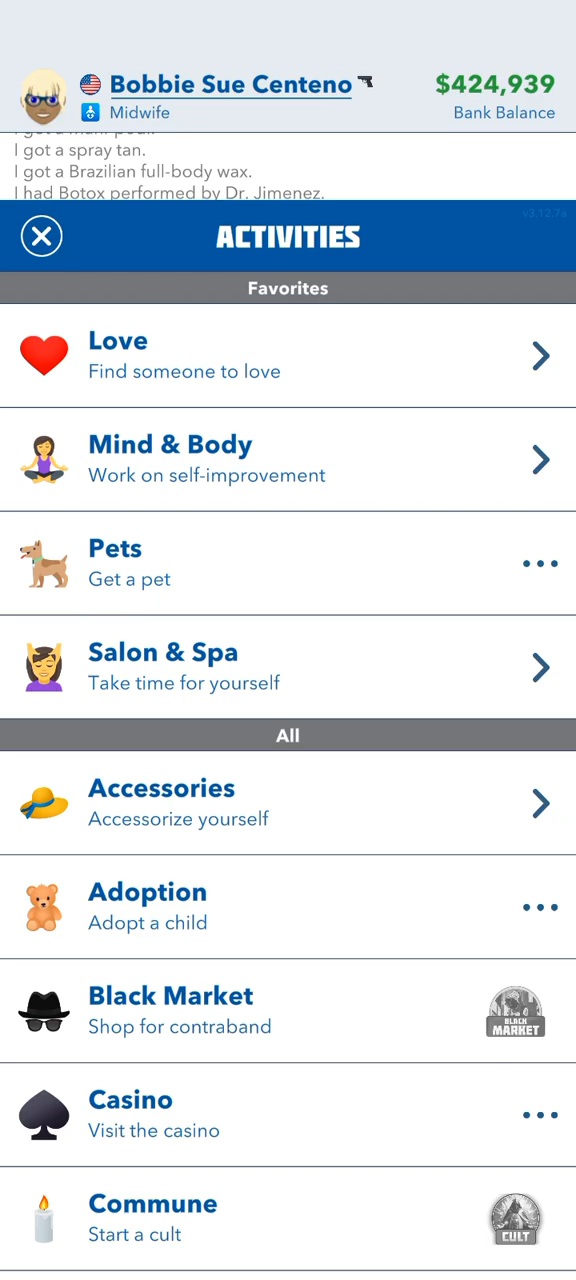 Bobbie Sue Centeno
$424,939
Midwife
Bank Balance
I got a spray tan.
I got a Brazilian full-body wax.
I had Botox performed by Dr. Jimenez.
v3.12.7a
ACTIVITIES
Favorites
Love
Find someone to love
Mind & Body
Work on self-improvement
Pets
Get a pet
Salon & Spa
Take time for yourself
All
Accessories
Accessorize yourself
Adoption
Adopt a child
Black Market
Shop for contraband
BLACK
MARKET
Casino
Visit the casino
Commune
Start a cult
CULT